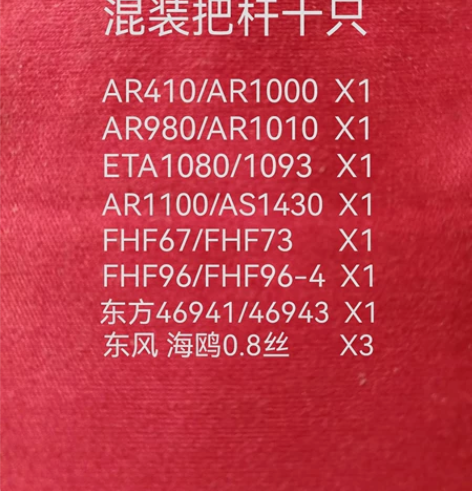 混装把杆十只
AR410/AR1000 X1
AR980/AR1010 X1
ETA1080/1093 X1
AR1100/AS1430 X1
FHF67/FHF73 X1
FHF96/FHF96-4 X1
东方46941/46943 X1
东风 海鸥0.8丝 X3